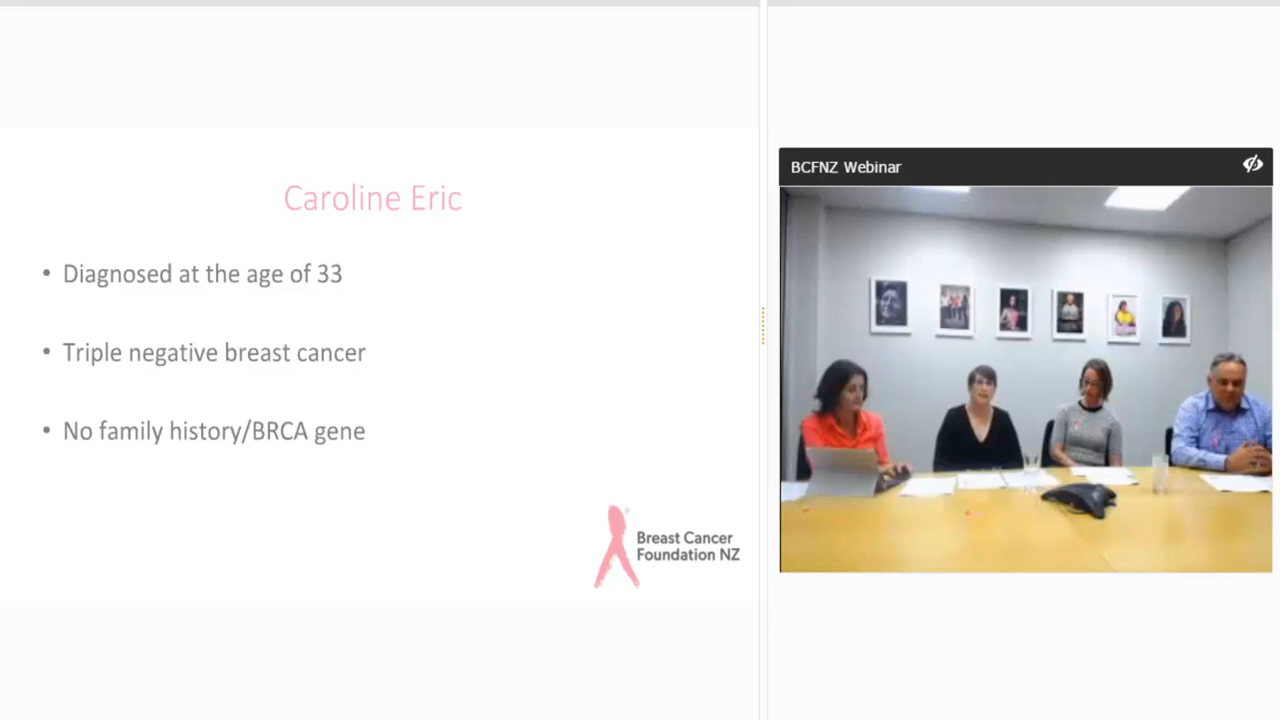 Caroline Eric
• Diagnosed at the age of 33
• Triple negative breast cancer
• No family history/BRCA gene
Breast Cancer
Foundation NZ
BCFNZ Webinar